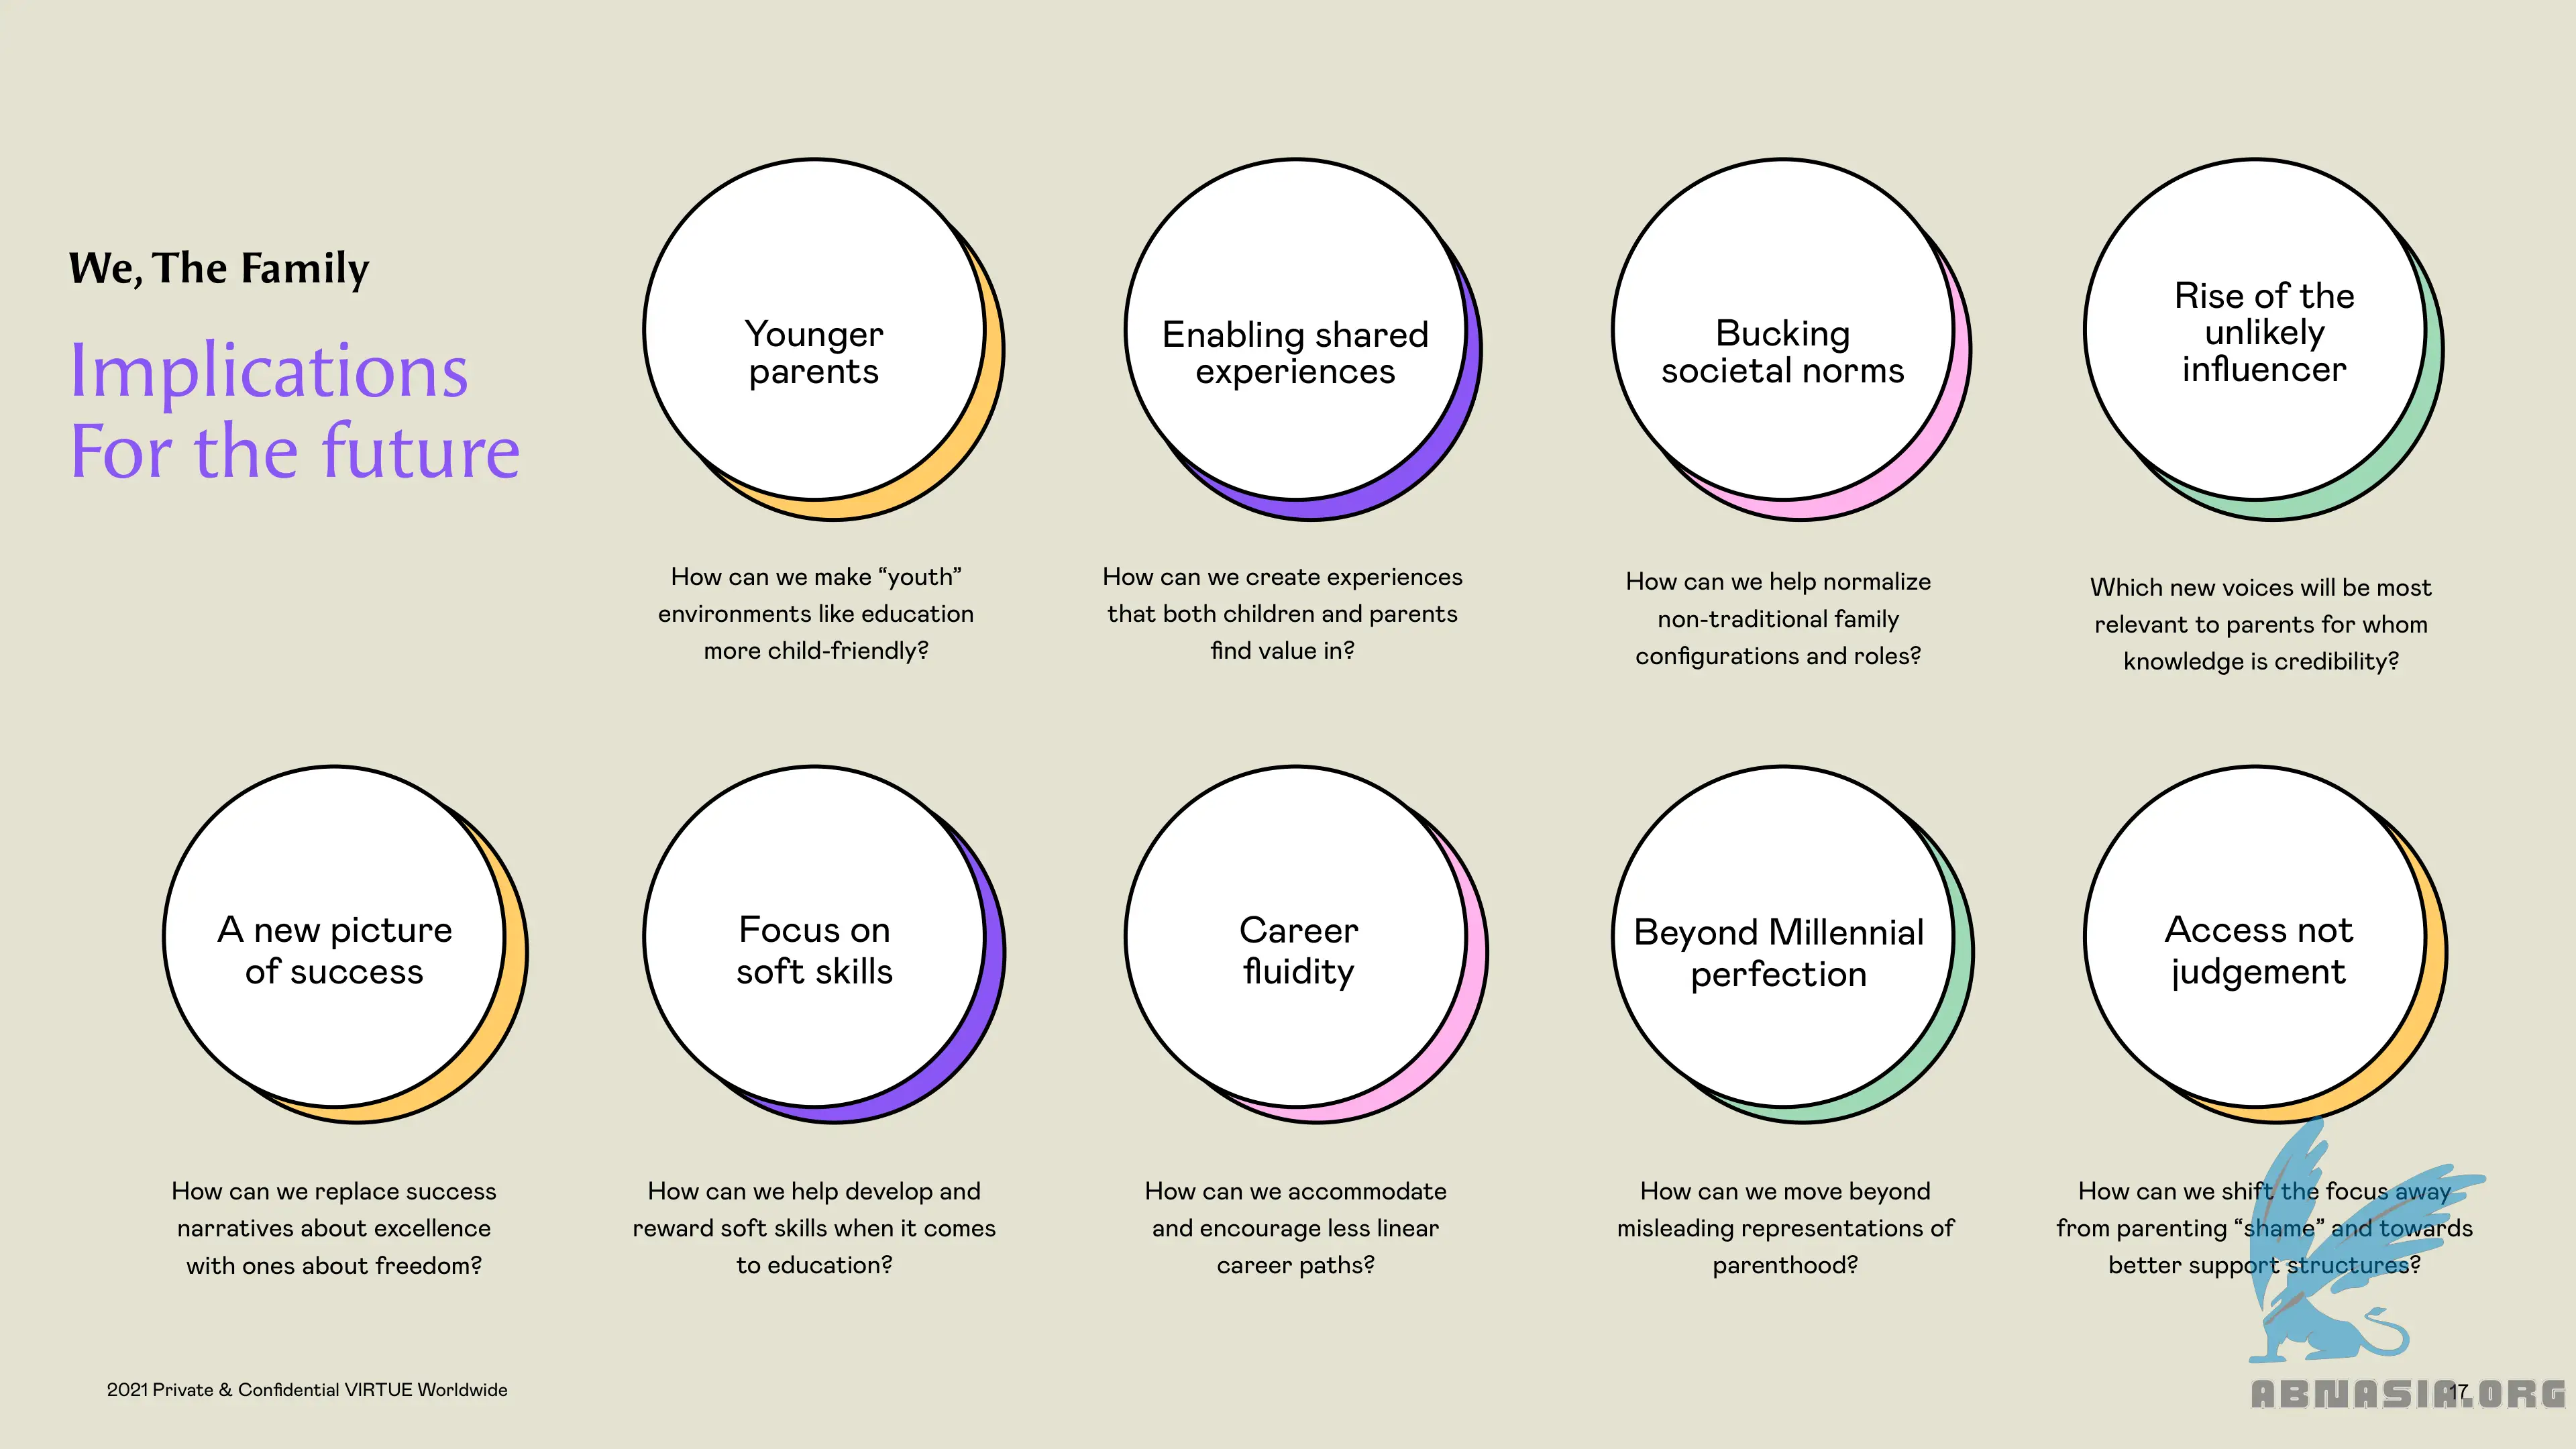 We, The Family
Implications
For the future
Younger
parents
How can we make “youth”
environments like education
more child-friendly?
Enabling shared
experiences
How can we create experiences
that both children and parents
find value in?
Bucking
societal norms
How can we help normalize
non-traditional family
configurations and roles?
Rise of the
unlikely
influencer
Which new voices will be most
relevant to parents for whom
knowledge is credibility?
A new picture
of success
How can we replace success
narratives about excellence
with ones about freedom?
Focus on
soft skills
How can we help develop and
reward soft skills when it comes
to education?
Career
fluidity
How can we accommodate
and encourage less linear
career paths?
Beyond Millennial
perfection
How can we move beyond
misleading representations of
parenthood?
Access not
judgement
How can we shift the focus away
from parenting “shame” and towards
better support structures?
2021 Private & Confidential VIRTUE Worldwide
17
ABNASIA.ORG